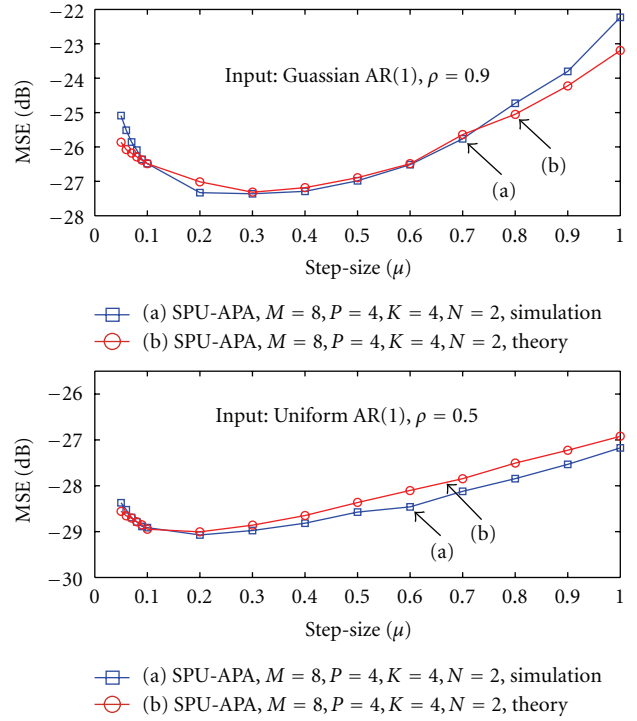 −22
−23
−24
−25
−26
−27
−28
MSE (dB)
Input: Guassian AR(1), ρ = 0.9
(a)
(b)
0 0.1 0.2 0.3 0.4 0.5 0.6 0.7 0.8 0.9 1
Step-size (μ)
(a) SPU-APA, M = 8, P = 4, K = 4, N = 2, simulation
(b) SPU-APA, M = 8, P = 4, K = 4, N = 2, theory
−26
−27
−28
−29
−30
MSE (dB)
Input: Uniform AR(1), ρ = 0.5
(a)
(b)
0 0.1 0.2 0.3 0.4 0.5 0.6 0.7 0.8 0.9 1
Step-size (μ)
(a) SPU-APA, M = 8, P = 4, K = 4, N = 2, simulation
(b) SPU-APA, M = 8, P = 4, K = 4, N = 2, theory